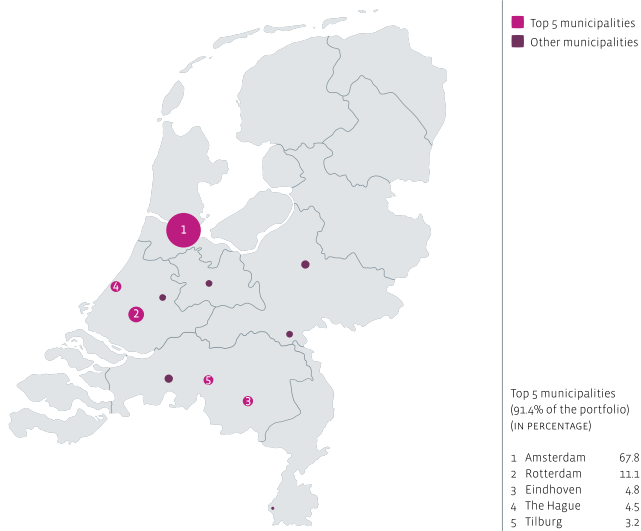 Top 5 municipalities
Other municipalities
1
4
2
5
3
Top 5 municipalities
(91.4% of the portfolio)
(IN PERCENTAGE)
1 Amsterdam 67.8
2 Rotterdam 11.1
3 Eindhoven 4.8
4 The Hague 4.5
5 Tilburg 3.2